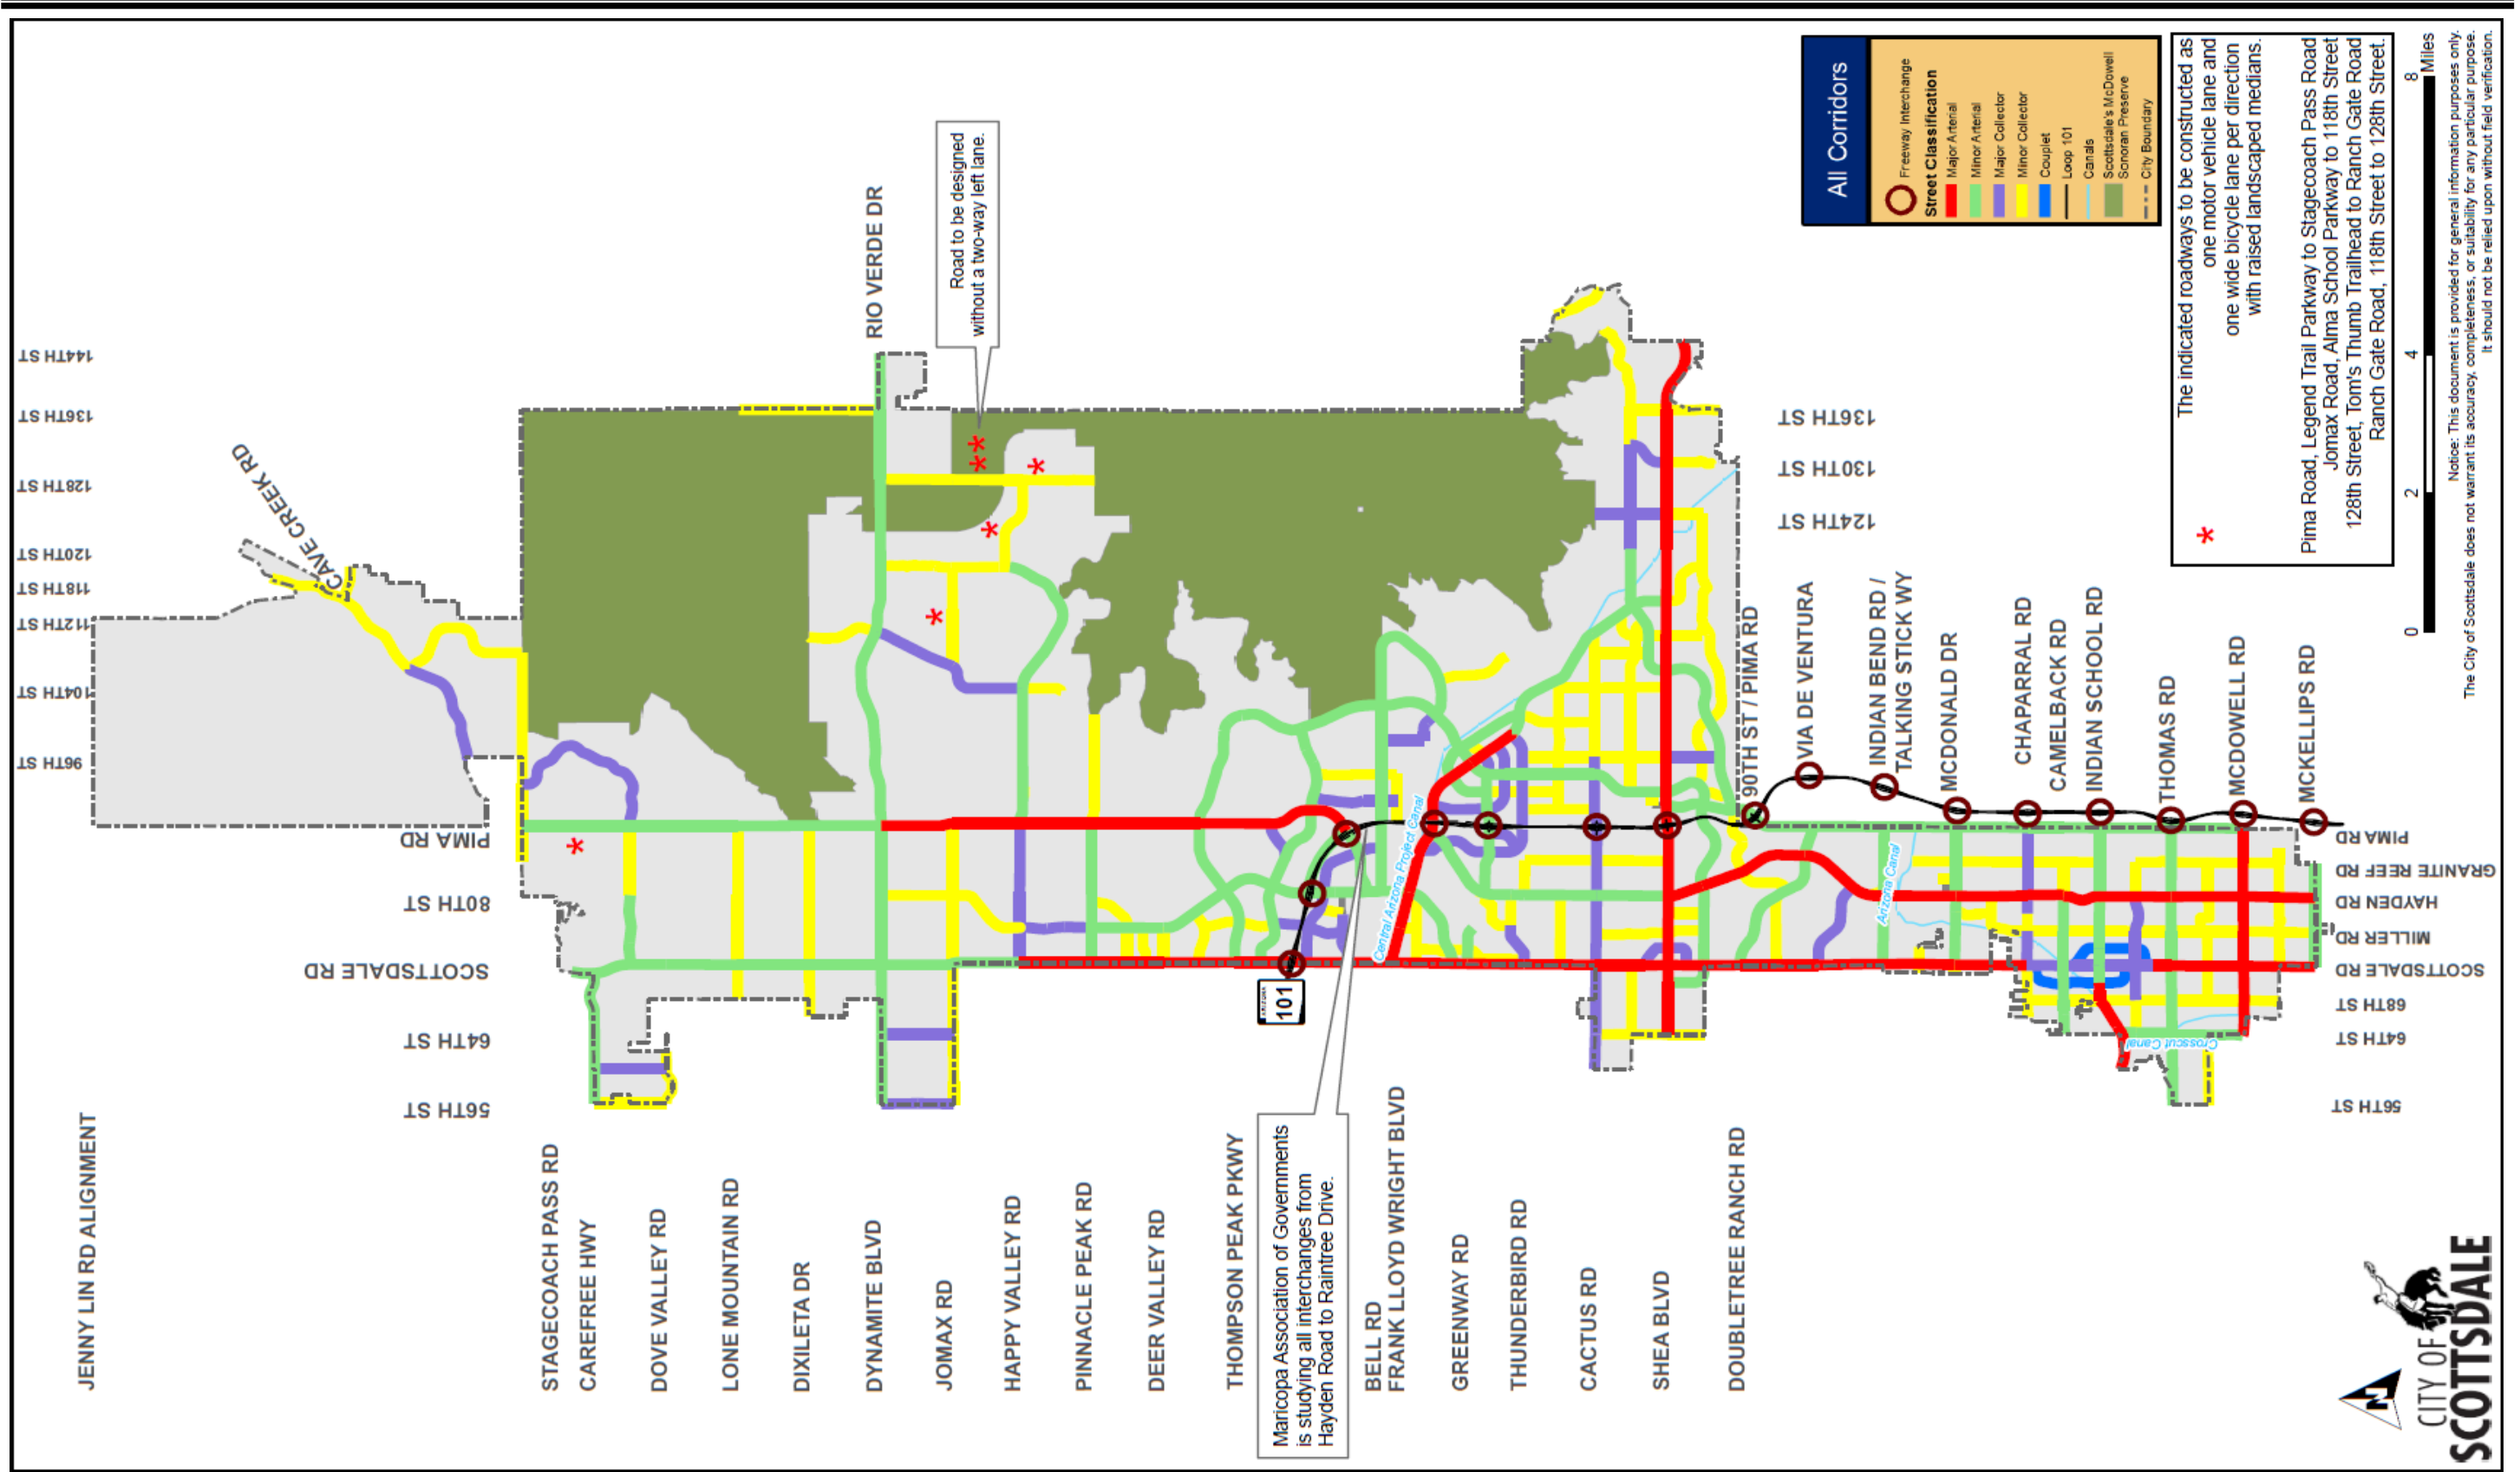 All Corridors
Freeway Interchange
Street Classification
Major Arterial
Minor Arterial
Major Collector
Minor Collector
Couplet
Loop 101
Canals
Scottsdale's McDowell
Sonoran Preserve
City Boundary
The indicated roadways to be constructed as
one motor vehicle lane and
one wide bicycle lane per direction
with raised landscaped medians.
*
Pima Road, Legend Trail Parkway to Stagecoach Pass Road
Jomax Road, Alma School Parkway to 118th Street
128th Street, Tom's Thumb Trailhead to Ranch Gate Road
Ranch Gate Road, 118th Street to 128th Street.
0 2 4 8
Miles
Notice: This document is provided for general information purposes only.
The City of Scottsdale does not warrant its accuracy, completeness, or suitability for any particular purpose.
It should not be relied upon without field verification.
Road to be designed
without a two-way left lane.
Maricopa Association of Governments
is studying all interchanges from
Hayden Road to Raintree Drive.
JENNY LIN RD ALIGNMENT
STAGECOACH PASS RD
CAREFREE HWY
DOVE VALLEY RD
LONE MOUNTAIN RD
DIXILETA DR
DYNAMITE BLVD
JOMAX RD
HAPPY VALLEY RD
PINNACLE PEAK RD
DEER VALLEY RD
THOMPSON PEAK PKWY
BELL RD
FRANK LLOYD WRIGHT BLVD
GREENWAY RD
THUNDERBIRD RD
CACTUS RD
SHEA BLVD
DOUBLETREE RANCH RD
144TH ST
136TH ST
128TH ST
120TH ST
118TH ST
112TH ST
104TH ST
96TH ST
CAVE CREEK RD
RIO VERDE DR
PIMA RD
80TH ST
SCOTTSDALE RD
64TH ST
56TH ST
136TH ST
130TH ST
124TH ST
90TH ST / PIMA RD
VIA DE VENTURA
INDIAN BEND RD /
TALKING STICK WY
MCDONALD DR
CHAPARRAL RD
CAMELBACK RD
INDIAN SCHOOL RD
THOMAS RD
MCDOWELL RD
MCKELLIPS RD
PIMA RD
GRANITE REEF RD
HAYDEN RD
MILLER RD
SCOTTSDALE RD
68TH ST
64TH ST
56TH ST
Central Arizona Project Canal
Arizona Canal
Crosscut Canal
ARIZONA
101
*
*
*
*
**
N
CITY OF
SCOTTSDALE